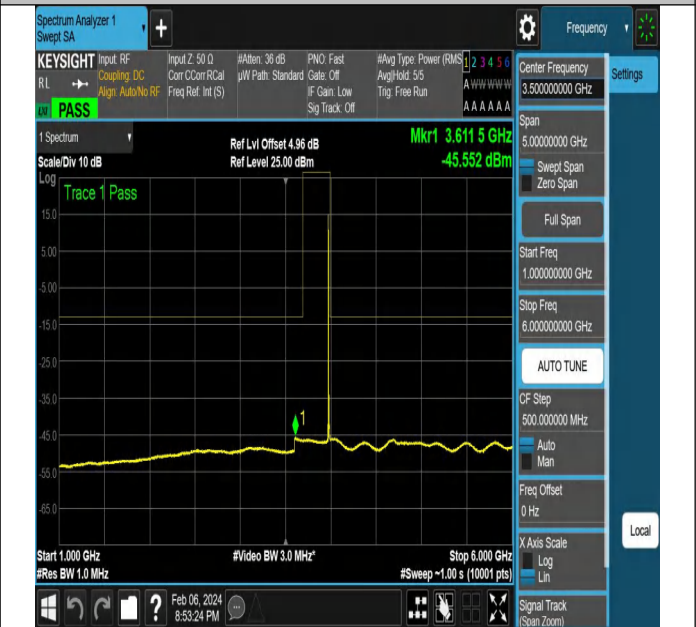 Spectrum Analyzer 1
Swept SA
+
Frequency
KEYSIGHT
RL
PASS
Input: RF
Coupling: DC
Align: Auto/No RF
Input Z: 50 Ω
Corr CCorr RCal
Freq Ref: Int (S)
#Atten: 36 dB
µW Path: Standard
PNO: Fast
Gate: Off
IF Gain: Low
Sig Track: Off
#Avg Type: Power (RMS
Avg|Hold: 5/5
Trig: Free Run
1 2 3 4 5 6
A W W W W W
A A A A A A
1 Spectrum
Scale/Div 10 dB
Log
Ref Lvl Offset 4.96 dB
Ref Level 25.00 dBm
Mkr1 3.611 5 GHz
-45.552 dBm
Trace 1 Pass
15.0
5.00
-5.00
-15.0
-25.0
-35.0
-45.0
-55.0
-65.0
1
Start 1.000 GHz
#Res BW 1.0 MHz
#Video BW 3.0 MHz*
Stop 6.000 GHz
#Sweep ~1.00 s (10001 pts)
?
Feb 06, 2024
8:53:24 PM
Center Frequency
3.500000000 GHz
Span
5.00000000 GHz
Swept Span
Zero Span
Full Span
Start Freq
1.000000000 GHz
Stop Freq
6.000000000 GHz
AUTO TUNE
CF Step
500.000000 MHz
Auto
Man
Freq Offset
0 Hz
X Axis Scale
Log
Lin
Signal Track
(Span Zoom)
Settings
Local